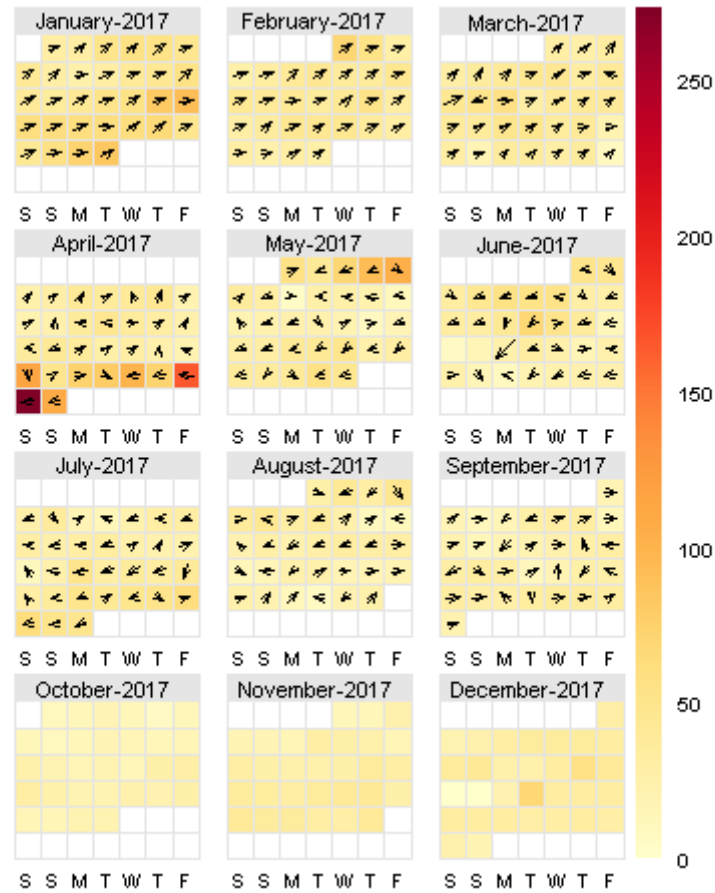 January-2017 February-2017 March-2017
250
S S M T W T F S S M T W T F S S M T W T F
200
April-2017 May-2017 June-2017
150
S S M T W T F S S M T W T F S S M T W T F
July-2017 August-2017 September-2017
100
S S M T W T F S S M T W T F S S M T W T F
October-2017 November-2017 December-2017
50
0
S S M T W T F S S M T W T F S S M T W T F